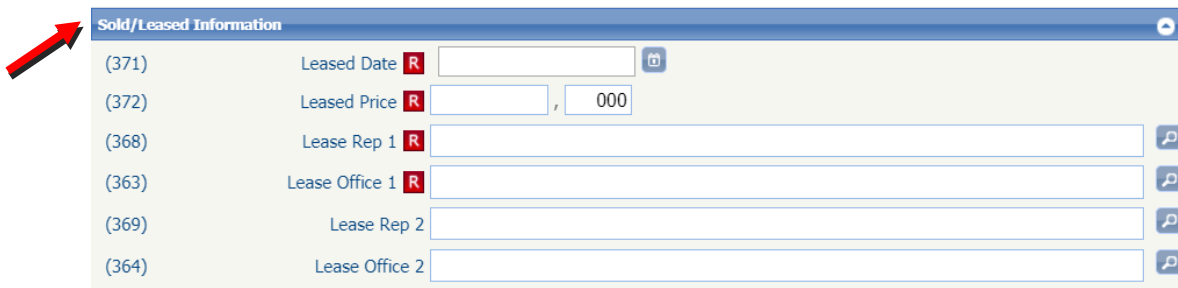 Sold/Leased Information
(371) Leased Date R
(372) Leased Price R , 000
(368) Lease Rep 1 R
(363) Lease Office 1 R
(369) Lease Rep 2
(364) Lease Office 2